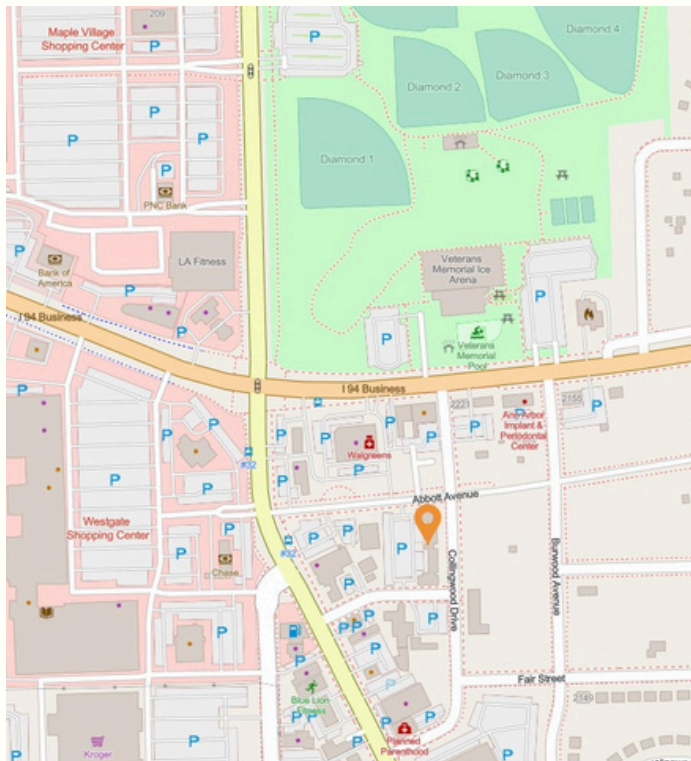 209
Maple Village
Shopping Center
P
P
P
P
P
Diamond 4
Diamond 3
Diamond 2
Diamond 1
P
PNC Bank
P
P
LA Fitness
Bank of
America
P
P
Veterans
Memorial Ice
Arena
P
P
Veterans
Memorial
Pool
I 94 Business
I 94 Business
P
P
2221
2155
Ann Arbor
Implant &
Periodontal
Center
P
P
P
P
P
Walgreens
P
P
P
P
#32
P
P
Abbott Avenue
Westgate
Shopping Center
P
P
P
P
#32
Chase
P
P
P
Collingwood Drive
Burwood Avenue
P
P
P
P
P
P
Fair Street
P
Blue Lion
Fitness
P
2149
P
P
P
P
Kroger
Planned
Parenthood